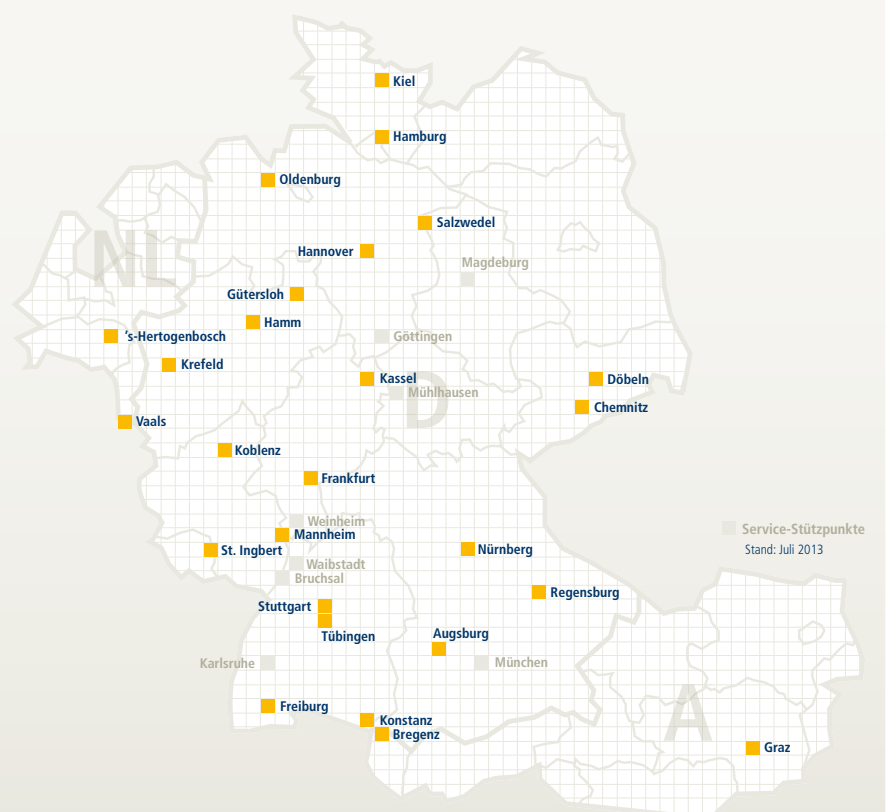 Kiel
Hamburg
Oldenburg
Salzwedel
NL
Hannover
Magdeburg
Gütersloh
Hamm
's-Hertogenbosch
Göttingen
Krefeld
Kassel
Döbeln
Mühlhausen
D
Chemnitz
Vaals
Koblenz
Frankfurt
Weinheim
Service-Stützpunkte
Mannheim
St. Ingbert
Nürnberg
Stand: Juli 2013
Waibstadt
Bruchsal
Regensburg
Stuttgart
Tübingen
Augsburg
Karlsruhe
München
Freiburg
A
Konstanz
Bregenz
Graz